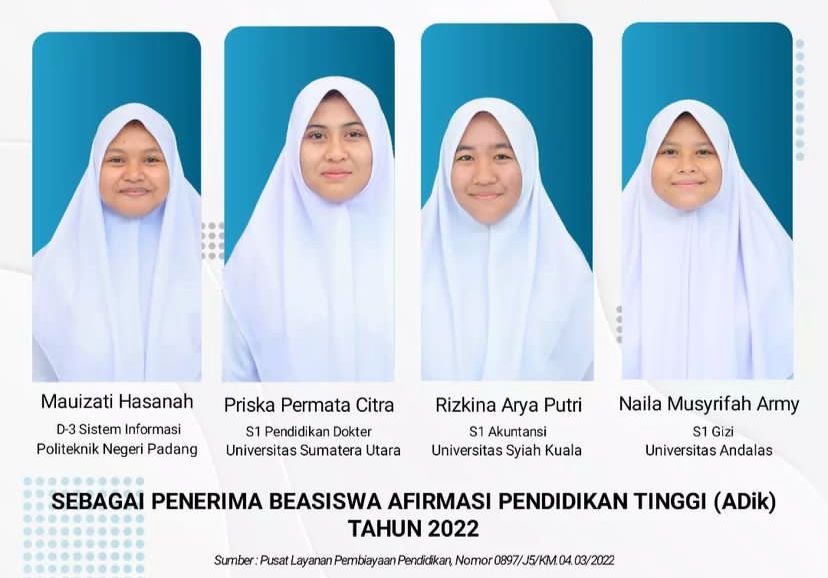 Mauizati Hasanah
D-3 Sistem Informasi
Politeknik Negeri Padang
Priska Permata Citra
S1 Pendidikan Dokter
Universitas Sumatera Utara
Rizkina Arya Putri
S1 Akuntansi
Universitas Syiah Kuala
Naila Musyrifah Army
S1 Gizi
Universitas Andalas
SEBAGAI PENERIMA BEASISWA AFIRMASI PENDIDIKAN TINGGI (ADik)
TAHUN 2022
Sumber : Pusat Layanan Pembiayaan Pendidikan, Nomor 0897/J5/KM.04.03/2022